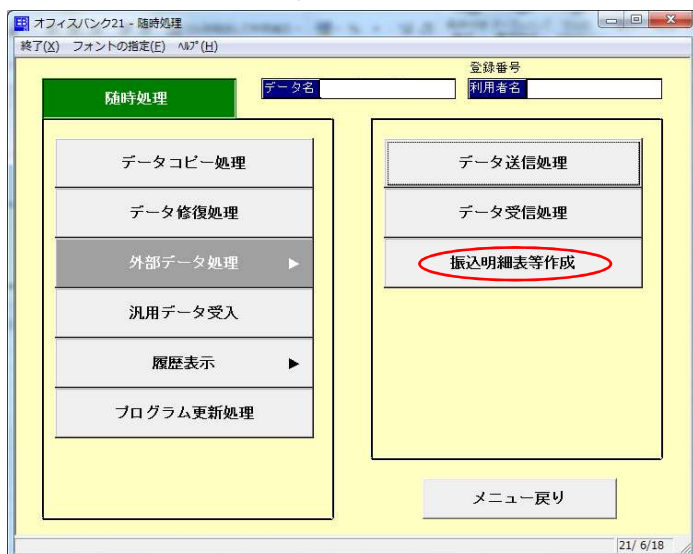 オフィスバンク21 - 随時処理
終了(X) フォントの指定(F) ﾍﾙﾌﾟ(H)
登録番号
随時処理 データ名 利用者名
データコピー処理 データ送信処理
データ修復処理 データ受信処理
外部データ処理 ▶ 振込明細表等作成
汎用データ受入
履歴表示 ▶
プログラム更新処理
メニュー戻り
21/ 6/18